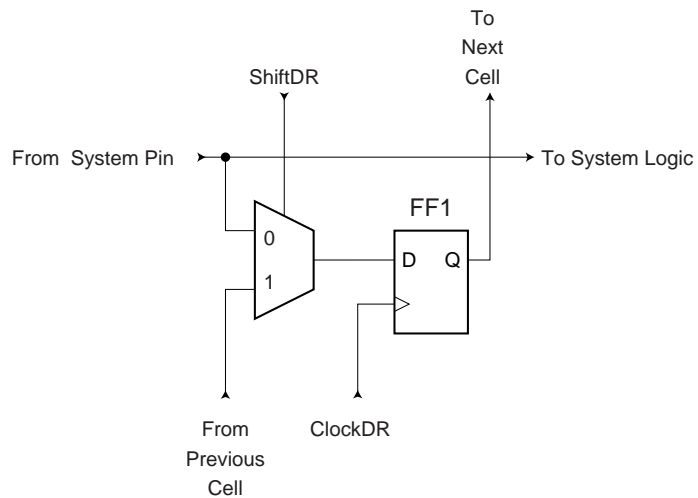 To
Next
Cell
ShiftDR
From System Pin
To System Logic
FF1
0
D Q
1
From
Previous
Cell
ClockDR